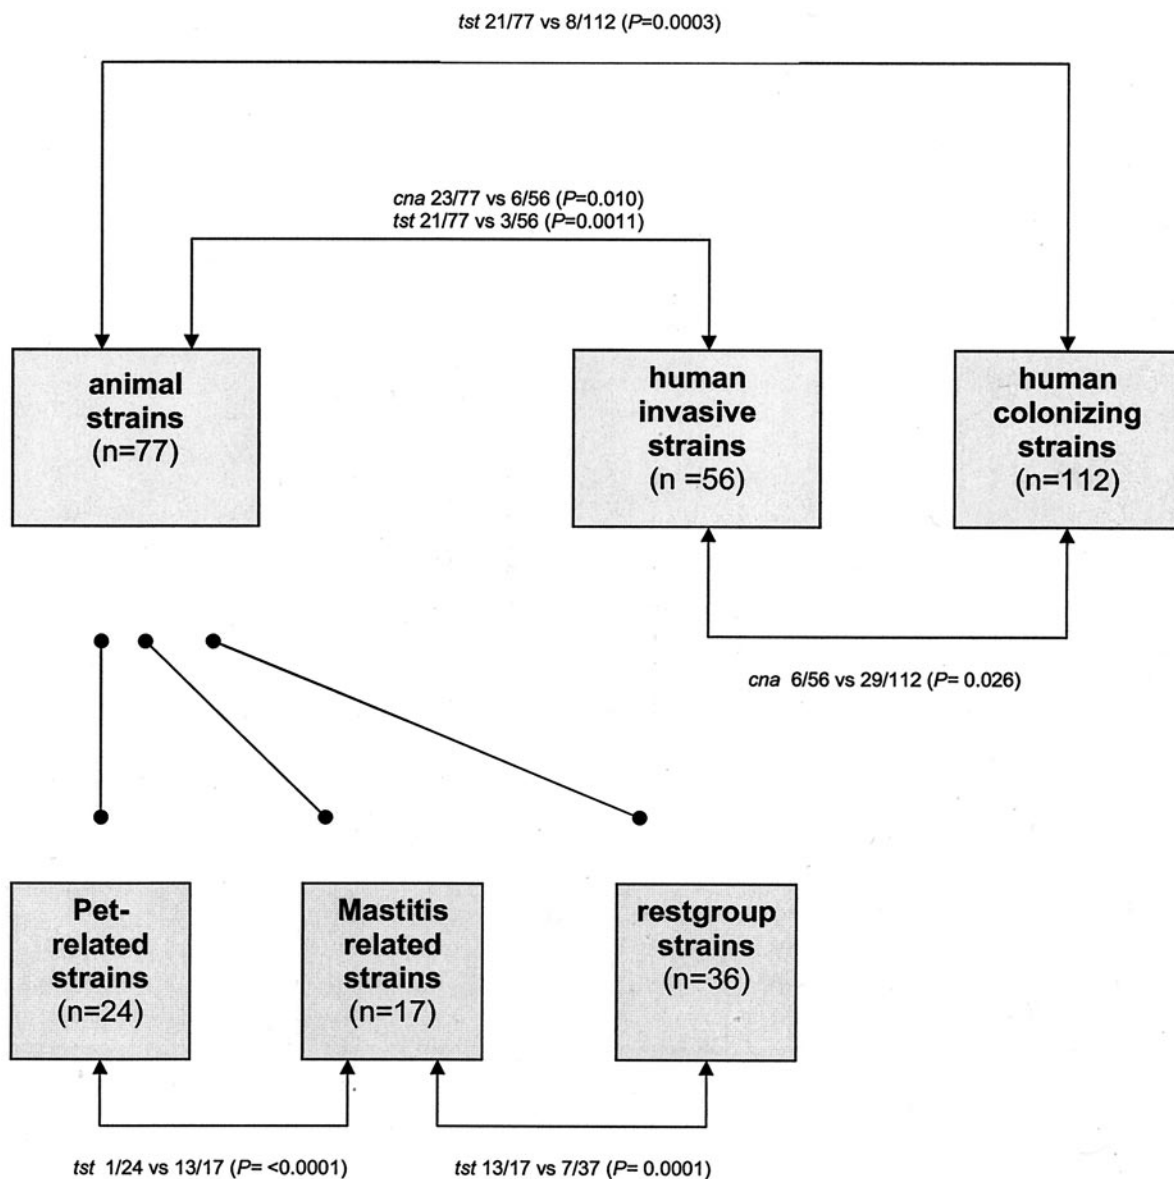 tst 21/77 vs 8/112 (P=0.0003)
cna 23/77 vs 6/56 (P=0.010)
tst 21/77 vs 3/56 (P=0.0011)
animal
strains
(n=77)
human
invasive
strains
(n =56)
human
colonizing
strains
(n=112)
cna 6/56 vs 29/112 (P= 0.026)
Pet-
related
strains
(n=24)
Mastitis
related
strains
(n=17)
restgroup
strains
(n=36)
tst 1/24 vs 13/17 (P= <0.0001)
tst 13/17 vs 7/37 (P= 0.0001)